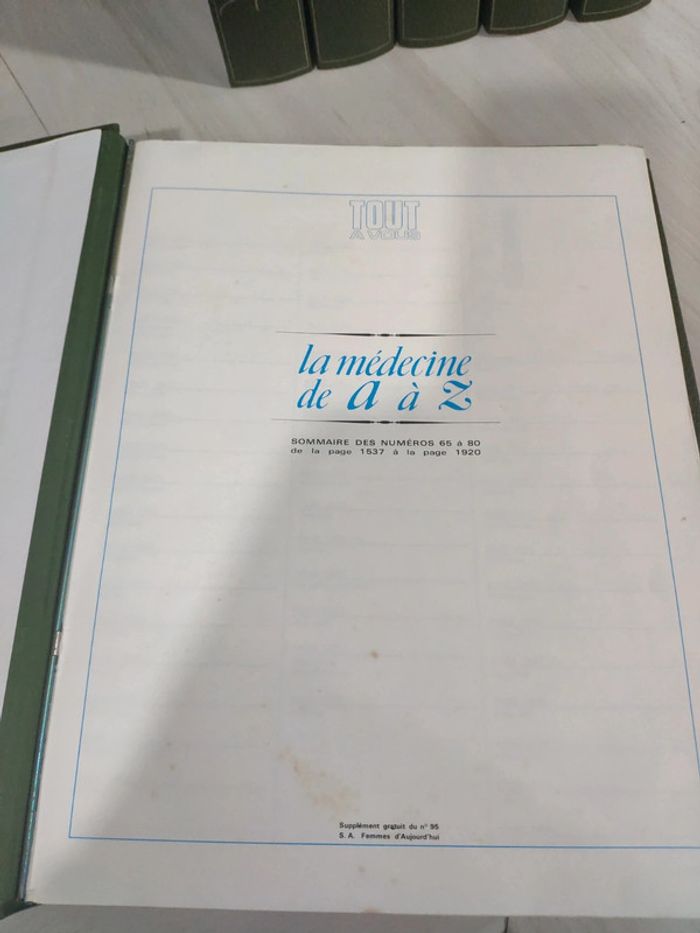 TOUT
A VOUS
la médecine
de a à z
SOMMAIRE DES NUMÉROS 65 à 80
de la page 1537 à la page 1920
Supplément gratuit du n° 95
S. A. Femmes d'Aujourd'hui